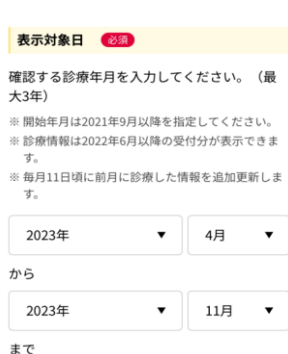 表示対象日 必須
確認する診療年月を入力してください。（最
大3年）
※ 開始年月は2021年9月以降を指定してください。
※ 診療情報は2022年6月以降の受付分が表示できま
す。
※ 毎月11日頃に前月に診療した情報を追加更新しま
す。
2023年 ▼ 4月 ▼
から
2023年 ▼ 11月 ▼
まで